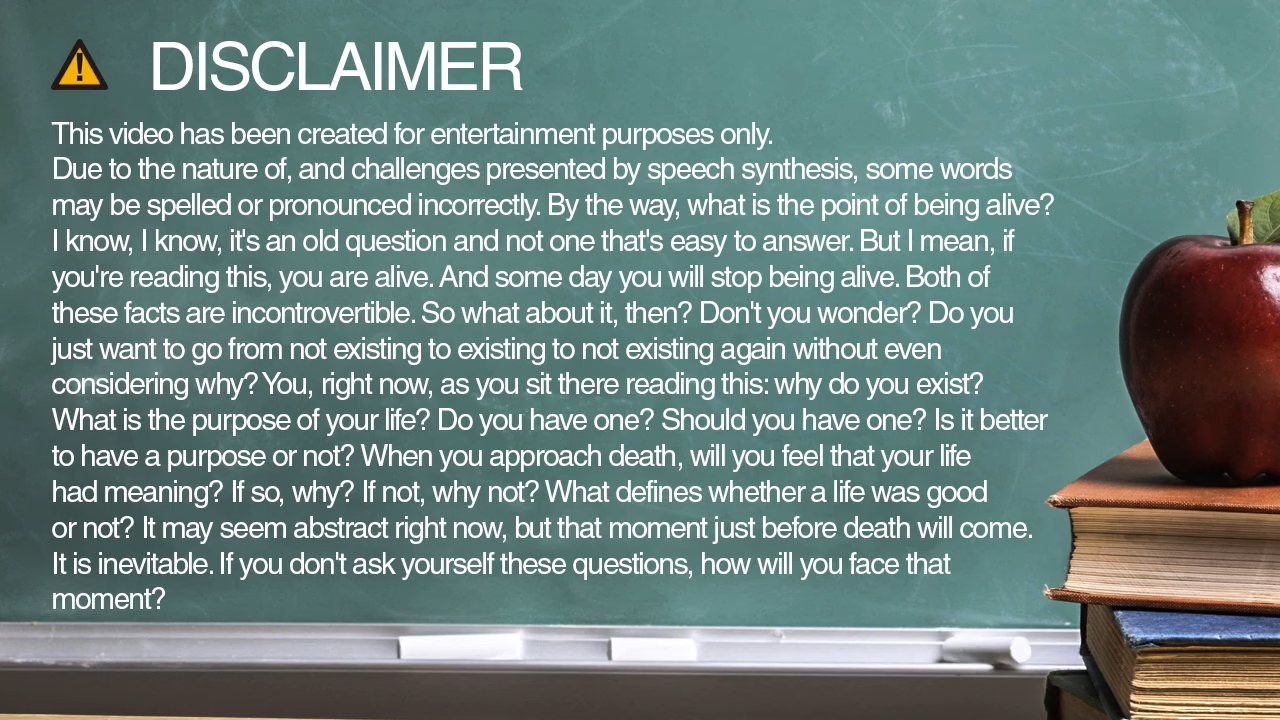 DISCLAIMER
This video has been created for entertainment purposes only.
Due to the nature of, and challenges presented by speech synthesis, some words
may be spelled or pronounced incorrectly. By the way, what is the point of being alive?
I know, I know, it's an old question and not one that's easy to answer. But I mean, if
you're reading this, you are alive. And some day you will stop being alive. Both of
these facts are incontrovertible. So what about it, then? Don't you wonder? Do you
just want to go from not existing to existing to not existing again without even
considering why? You, right now, as you sit there reading this: why do you exist?
What is the purpose of your life? Do you have one? Should you have one? Is it better
to have a purpose or not? When you approach death, will you feel that your life
had meaning? If so, why? If not, why not? What defines whether a life was good
or not? It may seem abstract right now, but that moment just before death will come.
It is inevitable. If you don't ask yourself these questions, how will you face that
moment?